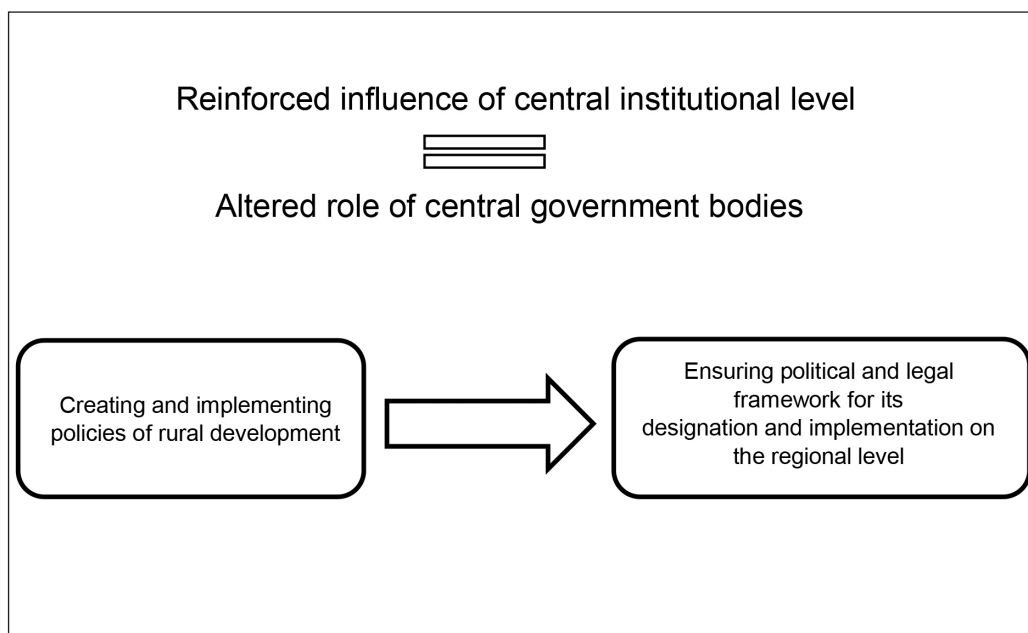 Reinforced influence of central institutional level
Altered role of central government bodies
Creating and implementing
policies of rural development
Ensuring political and legal
framework for its
designation and implementation on
the regional level